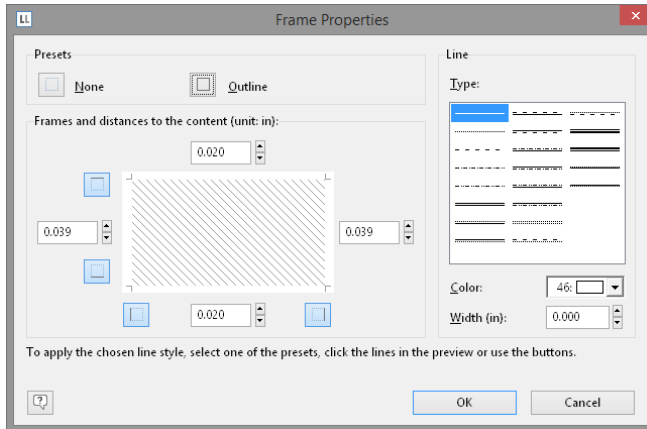 LL Frame Properties
Presets
None
Outline
Frames and distances to the content (unit: in):
0.020
0.039
0.039
0.020
Line
Type:
Color: 46:
Width (in): 0.000
To apply the chosen line style, select one of the presets, click the lines in the preview or use the buttons.
? OK Cancel